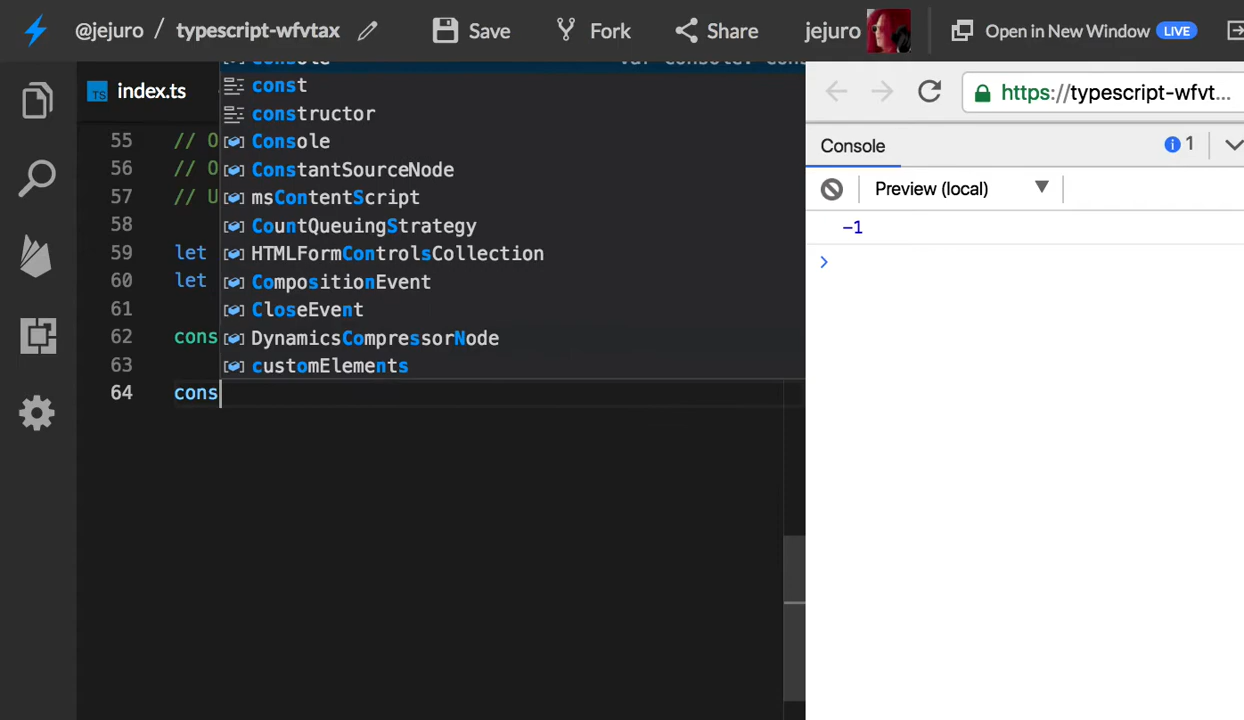 @jejuro / typescript-wfvtax Save Fork Share jejuro Open in New Window LIVE
TS index.ts
https://typescript-wfvt...
Console 1
Preview (local)
-1
>
console
const
constructor
Console
ConstantSourceNode
msContentScript
CountQueuingStrategy
HTMLFormControlsCollection
CompositionEvent
CloseEvent
DynamicsCompressorNode
customElements
55 // O
56 // O
57 // U
58
59 let
60 let
61
62 cons
63
64 cons